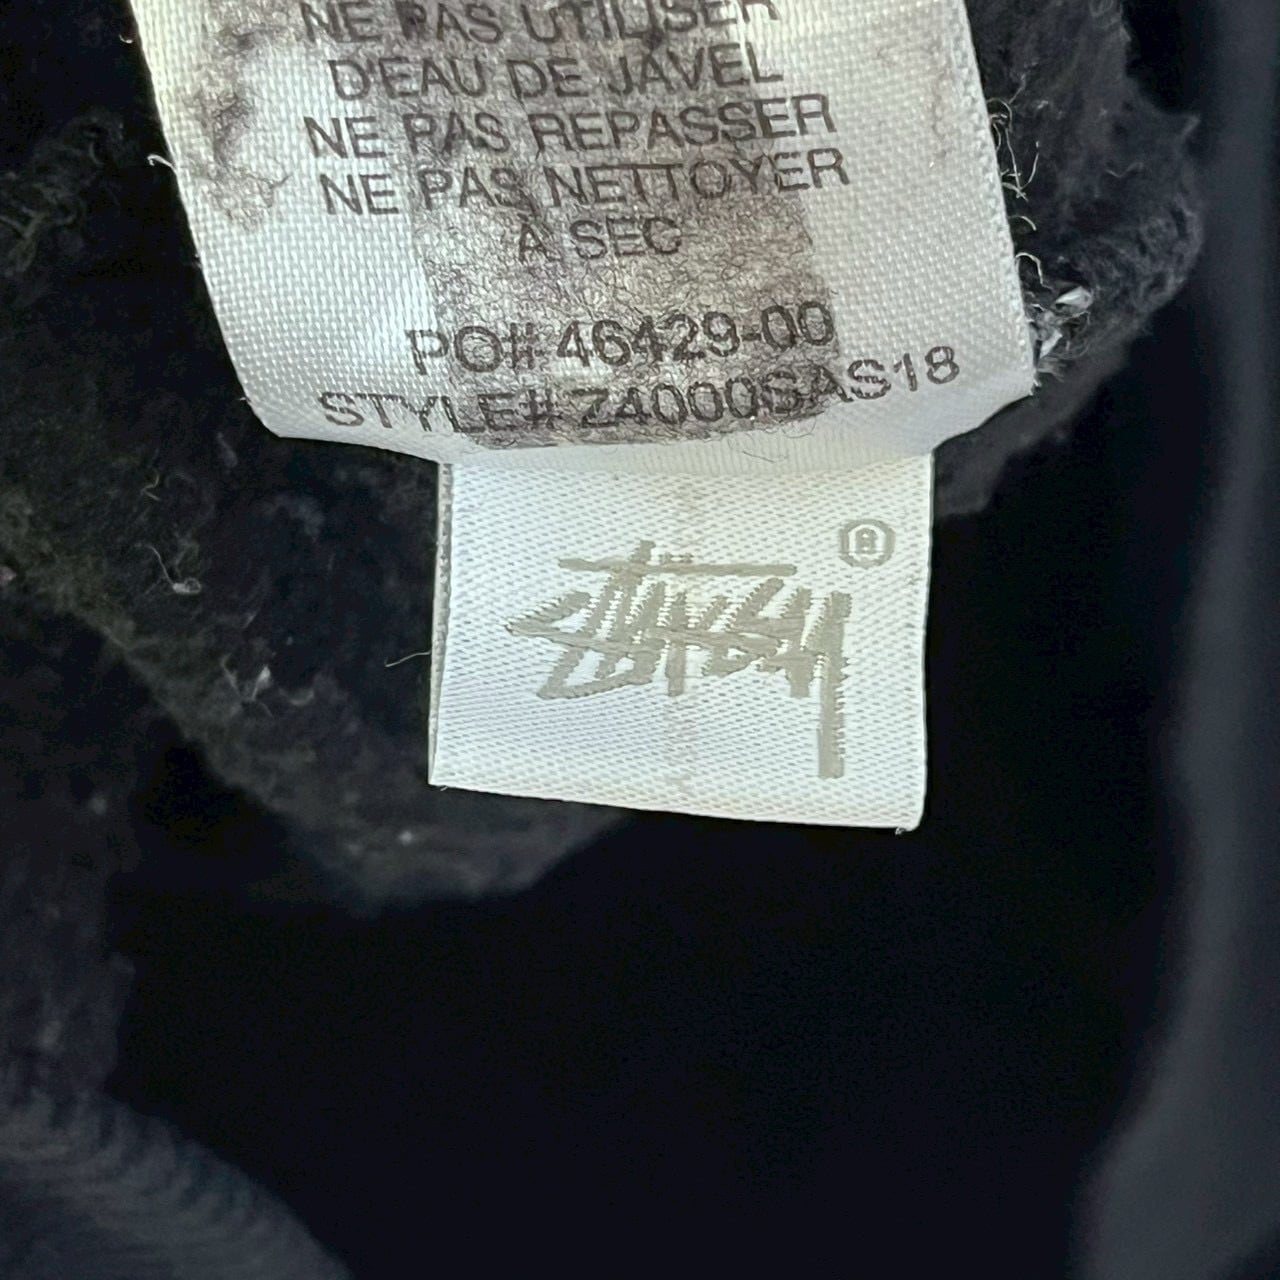 NE PAS UTILISER
D'EAU DE JAVEL
NE PAS REPASSER
NE PAS NETTOYER
A SEC
PO# 46429-00
STYLE# Z4000SAS18
Stüssy
®